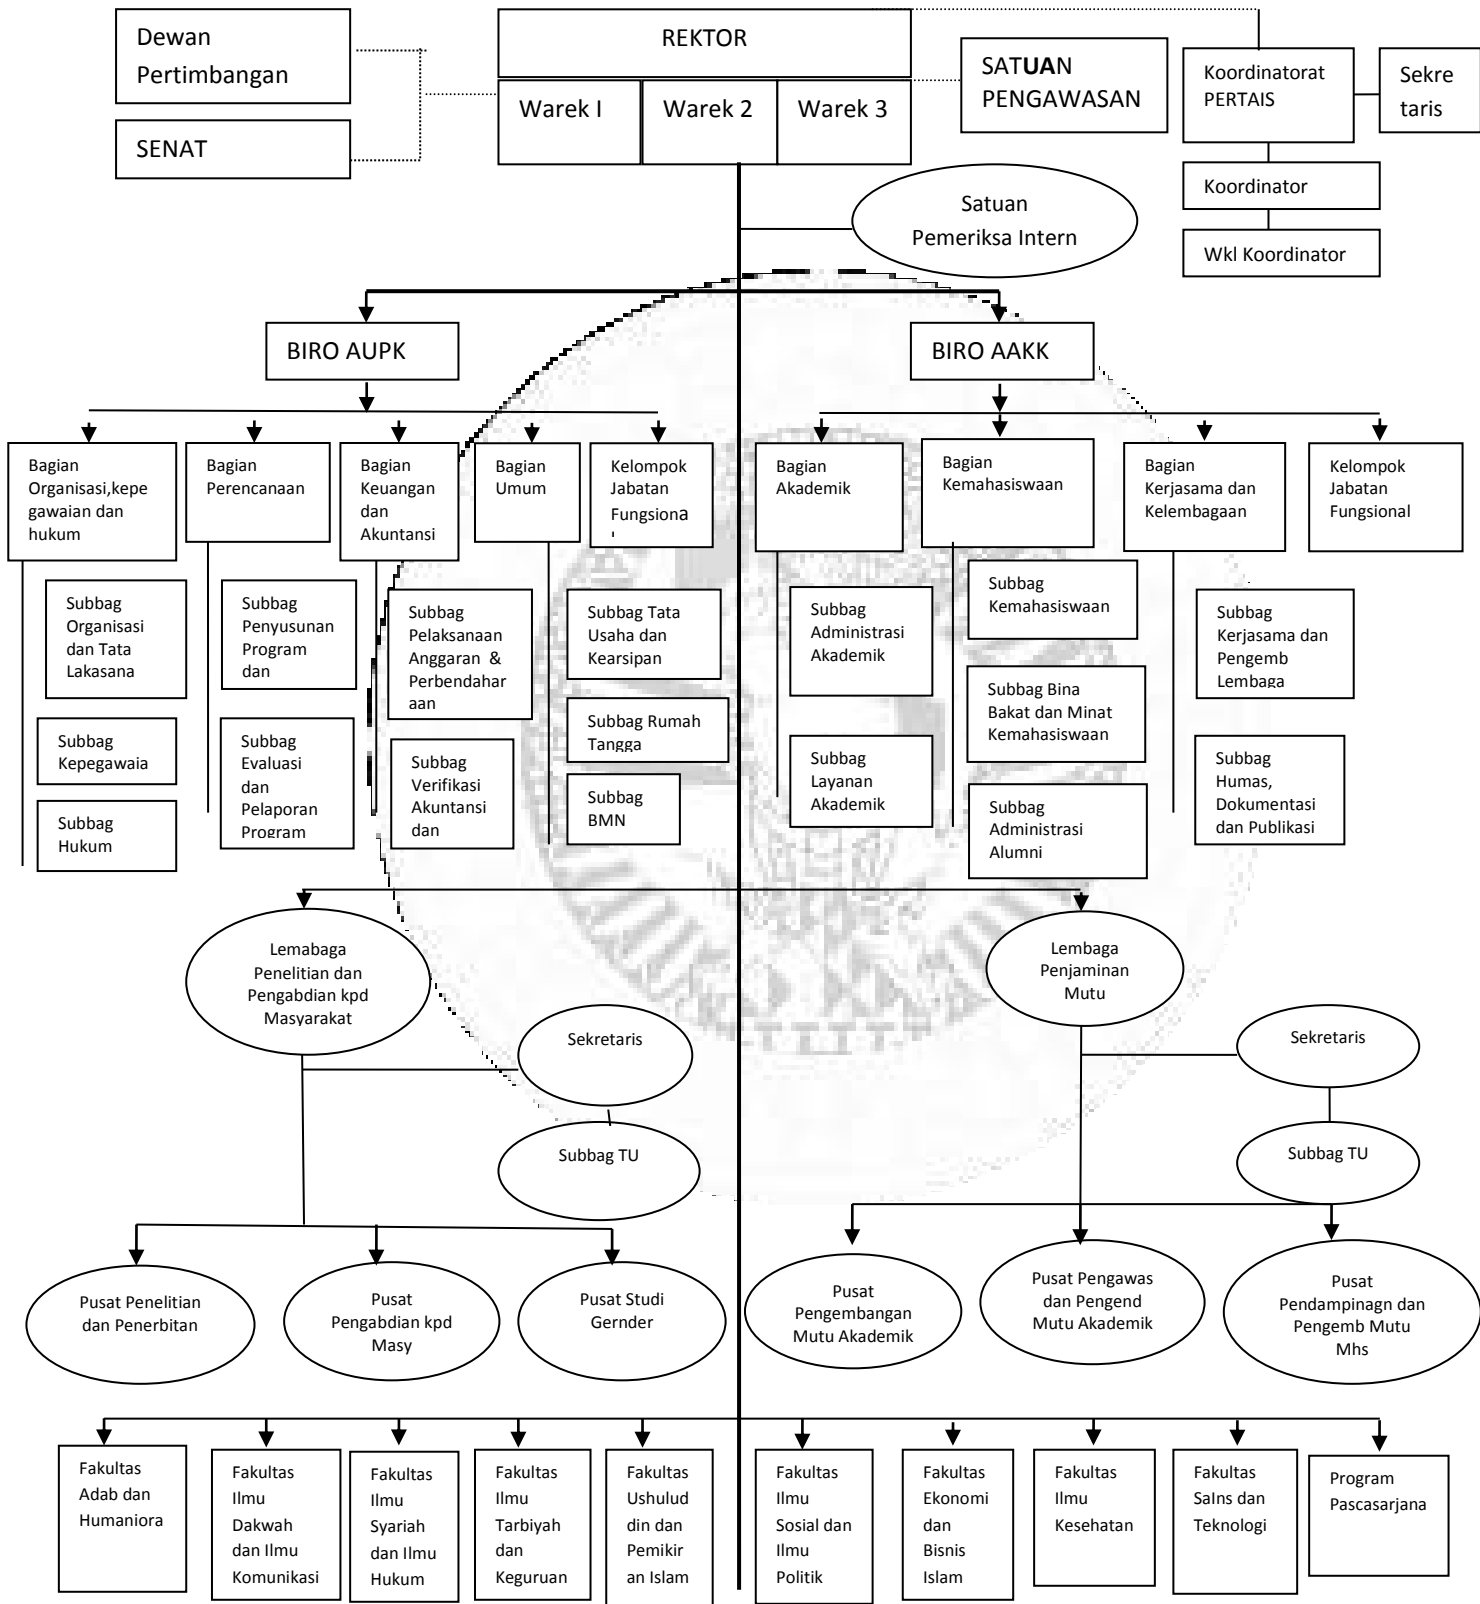 Dewan
Pertimbangan
SENAT
REKTOR
Warek I
Warek 2
Warek 3
SATUAN
PENGAWASAN
Koordinatorat
PERTAIS
Sekre
taris
Koordinator
Wkl Koordinator
Satuan
Pemeriksa Intern
BIRO AUPK
BIRO AAKK
Bagian
Organisasi,kepe
gawaian dan
hukum
Bagian
Perencanaan
Bagian
Keuangan
dan
Akuntansi
Bagian
Umum
Kelompok
Jabatan
Fungsiona
l
Bagian
Akademik
Bagian
Kemahasiswaan
Bagian
Kerjasama dan
Kelembagaan
Kelompok
Jabatan
Fungsional
Subbag
Organisasi
dan Tata
Lakasana
Subbag
Kepegawaia
Subbag
Hukum
Subbag
Penyusunan
Program
dan
Subbag
Evaluasi
dan
Pelaporan
Program
Subbag
Pelaksanaan
Anggaran &
Perbendahar
aan
Subbag
Verifikasi
Akuntansi
dan
Subbag Tata
Usaha dan
Kearsipan
Subbag Rumah
Tangga
Subbag
BMN
Subbag
Administrasi
Akademik
Subbag
Layanan
Akademik
Subbag
Kemahasiswaan
Subbag Bina
Bakat dan Minat
Kemahasiswaan
Subbag
Administrasi
Alumni
Subbag
Kerjasama dan
Pengemb
Lembaga
Subbag
Humas,
Dokumentasi
dan Publikasi
Lemabaga
Penelitian dan
Pengabdian kpd
Masyarakat
Sekretaris
Subbag TU
Lembaga
Penjaminan
Mutu
Sekretaris
Subbag TU
Pusat Penelitian
dan Penerbitan
Pusat
Pengabdian kpd
Masy
Pusat Studi
Gernder
Pusat
Pengembangan
Mutu Akademik
Pusat Pengawas
dan Pengend
Mutu Akademik
Pusat
Pendampinagn dan
Pengemb Mutu
Mhs
Fakultas
Adab dan
Humaniora
Fakultas
Ilmu
Dakwah
dan Ilmu
Komunikasi
Fakultas
Ilmu
Syariah
dan Ilmu
Hukum
Fakultas
Ilmu
Tarbiyah
dan
Keguruan
Fakultas
Ushulud
din dan
Pemikir
an Islam
Fakultas
Ilmu
Sosial dan
Ilmu
Politik
Fakultas
Ekonomi
dan
Bisnis
Islam
Fakultas
Ilmu
Kesehatan
Fakultas
SaIns dan
Teknologi
Program
Pascasarjana